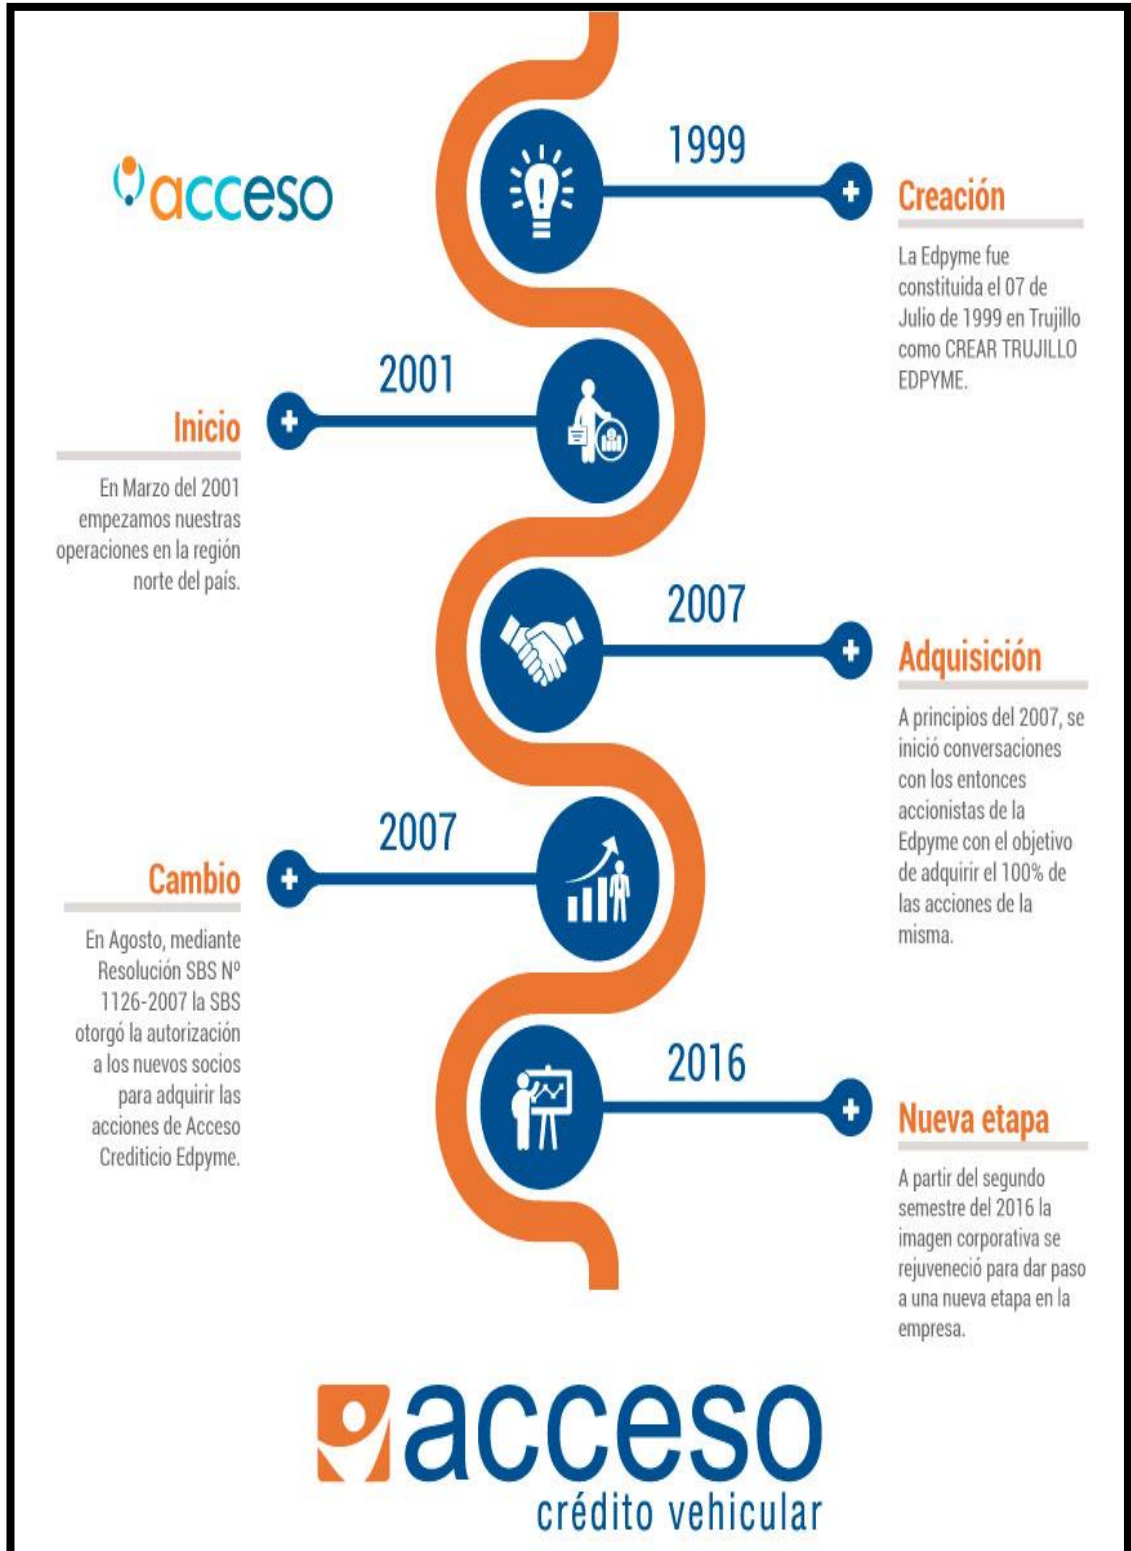 acceso
1999
Creación
La Edpyme fue
constituida el 07 de
Julio de 1999 en Trujillo
como CREAR TRUJILLO
EDPYME.
2001
Inicio
En Marzo del 2001
empezamos nuestras
operaciones en la región
norte del país.
2007
Adquisición
A principios del 2007, se
inició conversaciones
con los entonces
accionistas de la
Edpyme con el objetivo
de adquirir el 100% de
las acciones de la
misma.
2007
Cambio
En Agosto, mediante
Resolución SBS Nº
1126-2007 la SBS
otorgó la autorización
a los nuevos socios
para adquirir las
acciones de Acceso
Crediticio Edpyme.
2016
Nueva etapa
A partir del segundo
semestre del 2016 la
imagen corporativa se
rejuveneció para dar paso
a una nueva etapa en la
empresa.
acceso
crédito vehicular